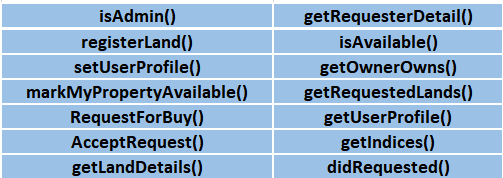 isAdmin() getRequesterDetail()
registerLand() isAvailable()
setUserProfile() getOwnerOwns()
markMyPropertyAvailable() getRequestedLands()
RequestForBuy() getUserProfile()
AcceptRequest() getIndices()
getLandDetails() didRequested()